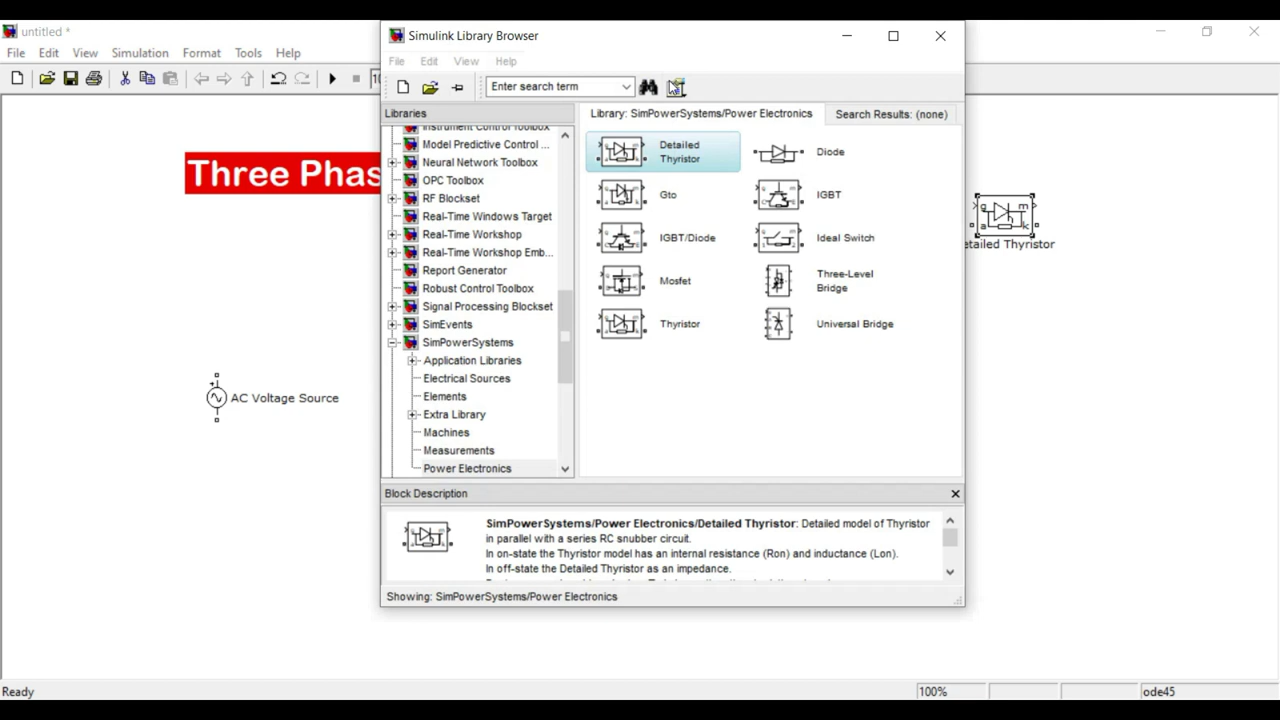 untitled *
File Edit View Simulation Format Tools Help
10
Three Phas
AC Voltage Source
Simulink Library Browser
File Edit View Help
Enter search term
Libraries
Instrument Control Toolbox
Model Predictive Control ...
Neural Network Toolbox
OPC Toolbox
RF Blockset
Real-Time Windows Target
Real-Time Workshop
Real-Time Workshop Emb...
Report Generator
Robust Control Toolbox
Signal Processing Blockset
SimEvents
SimPowerSystems
Application Libraries
Electrical Sources
Elements
Extra Library
Machines
Measurements
Power Electronics
Library: SimPowerSystems/Power Electronics
Search Results: (none)
Detailed
Thyristor
Diode
Gto
IGBT
IGBT/Diode
Ideal Switch
Mosfet
Three-Level
Bridge
Thyristor
Universal Bridge
Block Description
SimPowerSystems/Power Electronics/Detailed Thyristor: Detailed model of Thyristor
in parallel with a series RC snubber circuit.
In on-state the Thyristor model has an internal resistance (Ron) and inductance (Lon).
In off-state the Detailed Thyristor as an impedance.
Showing: SimPowerSystems/Power Electronics
g m
a k
etailed Thyristor
Ready
100%
ode45